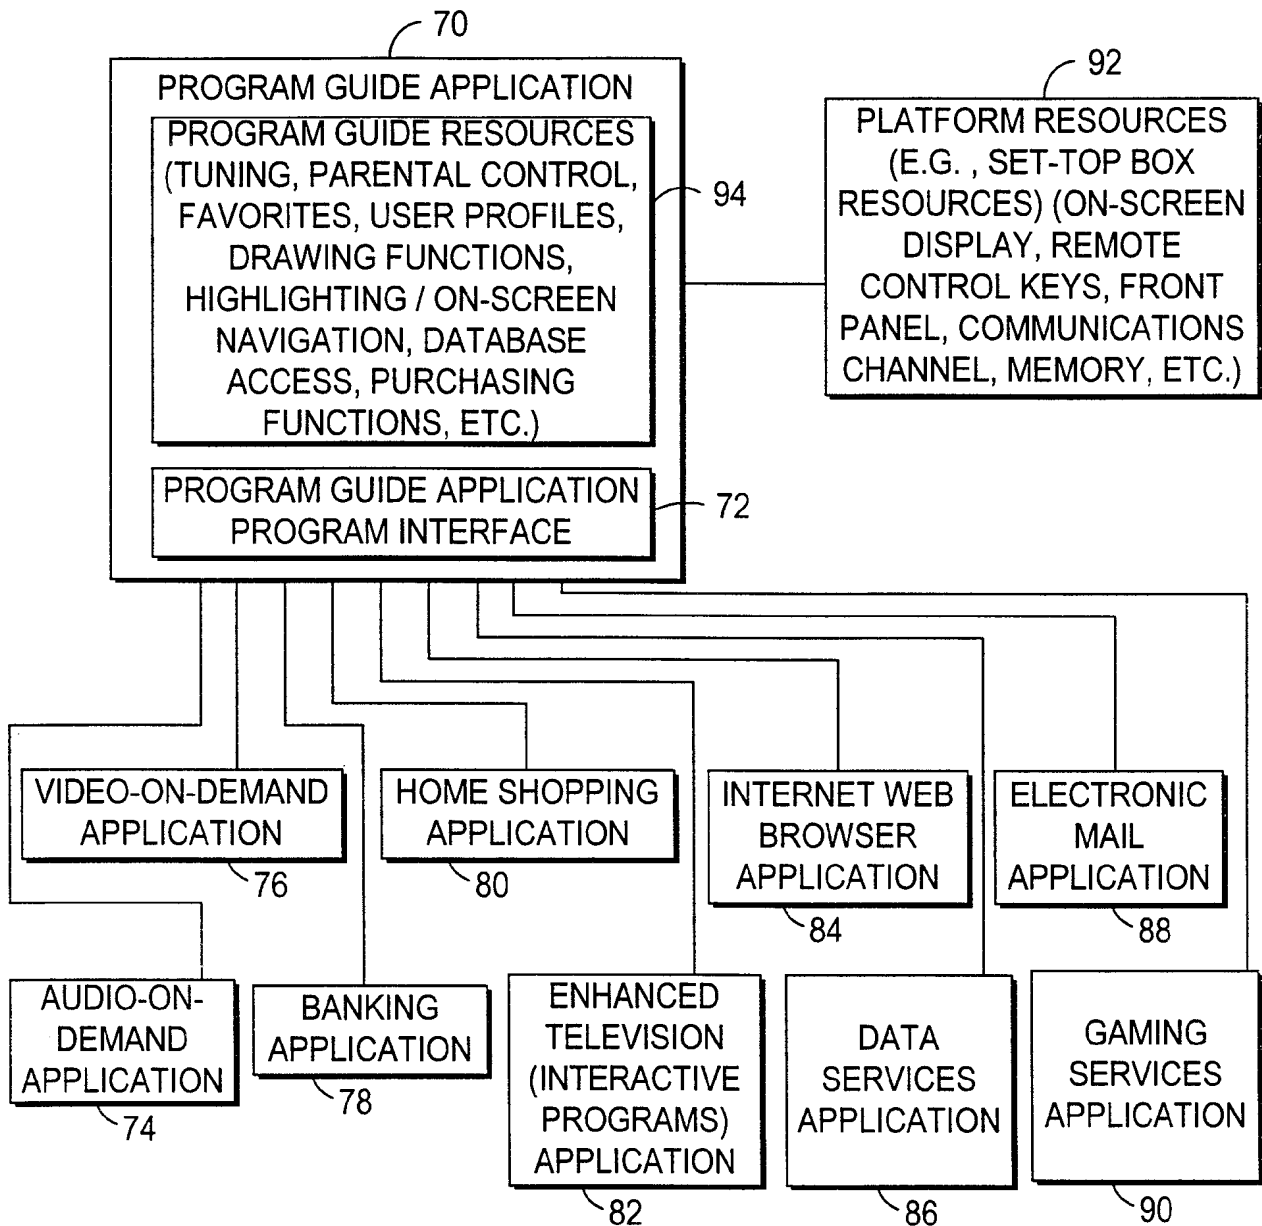 70
PROGRAM GUIDE APPLICATION
PROGRAM GUIDE RESOURCES
(TUNING, PARENTAL CONTROL,
FAVORITES, USER PROFILES,
DRAWING FUNCTIONS,
HIGHLIGHTING / ON-SCREEN
NAVIGATION, DATABASE
ACCESS, PURCHASING
FUNCTIONS, ETC.)
94
PROGRAM GUIDE APPLICATION
PROGRAM INTERFACE
72
92
PLATFORM RESOURCES
(E.G. , SET-TOP BOX
RESOURCES) (ON-SCREEN
DISPLAY, REMOTE
CONTROL KEYS, FRONT
PANEL, COMMUNICATIONS
CHANNEL, MEMORY, ETC.)
VIDEO-ON-DEMAND
APPLICATION
76
HOME SHOPPING
APPLICATION
80
INTERNET WEB
BROWSER
APPLICATION
84
ELECTRONIC
MAIL
APPLICATION
88
AUDIO-ON-
DEMAND
APPLICATION
74
BANKING
APPLICATION
78
ENHANCED
TELEVISION
(INTERACTIVE
PROGRAMS)
APPLICATION
82
DATA
SERVICES
APPLICATION
86
GAMING
SERVICES
APPLICATION
90